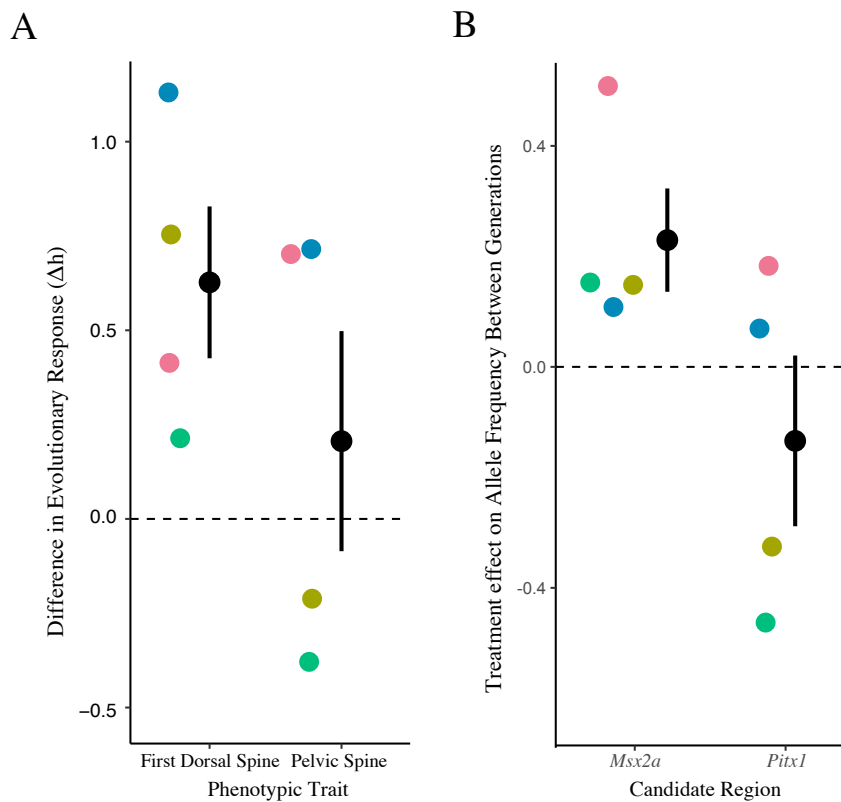 A
Difference in Evolutionary Response (Δh)
1.0
0.5
0.0
−0.5
First Dorsal Spine
Pelvic Spine
Phenotypic Trait
B
Treatment effect on Allele Frequency Between Generations
0.4
0.0
-0.4
Msx2a
Pitx1
Candidate Region